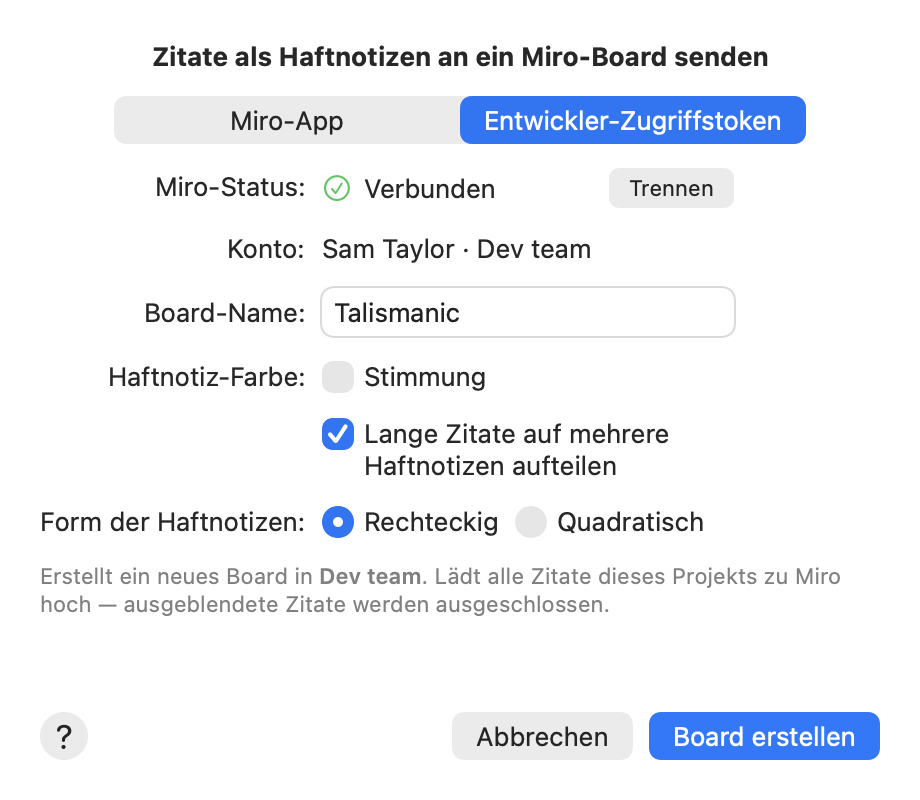 Zitate als Haftnotizen an ein Miro-Board senden
Miro-App
Entwickler-Zugriffstoken
Miro-Status: Verbunden
Trennen
Konto: Sam Taylor · Dev team
Board-Name: Talismanic
Haftnotiz-Farbe: Stimmung
Lange Zitate auf mehrere
Haftnotizen aufteilen
Form der Haftnotizen: Rechteckig Quadratisch
Erstellt ein neues Board in Dev team. Lädt alle Zitate dieses Projekts zu Miro
hoch — ausgeblendete Zitate werden ausgeschlossen.
?
Abbrechen
Board erstellen